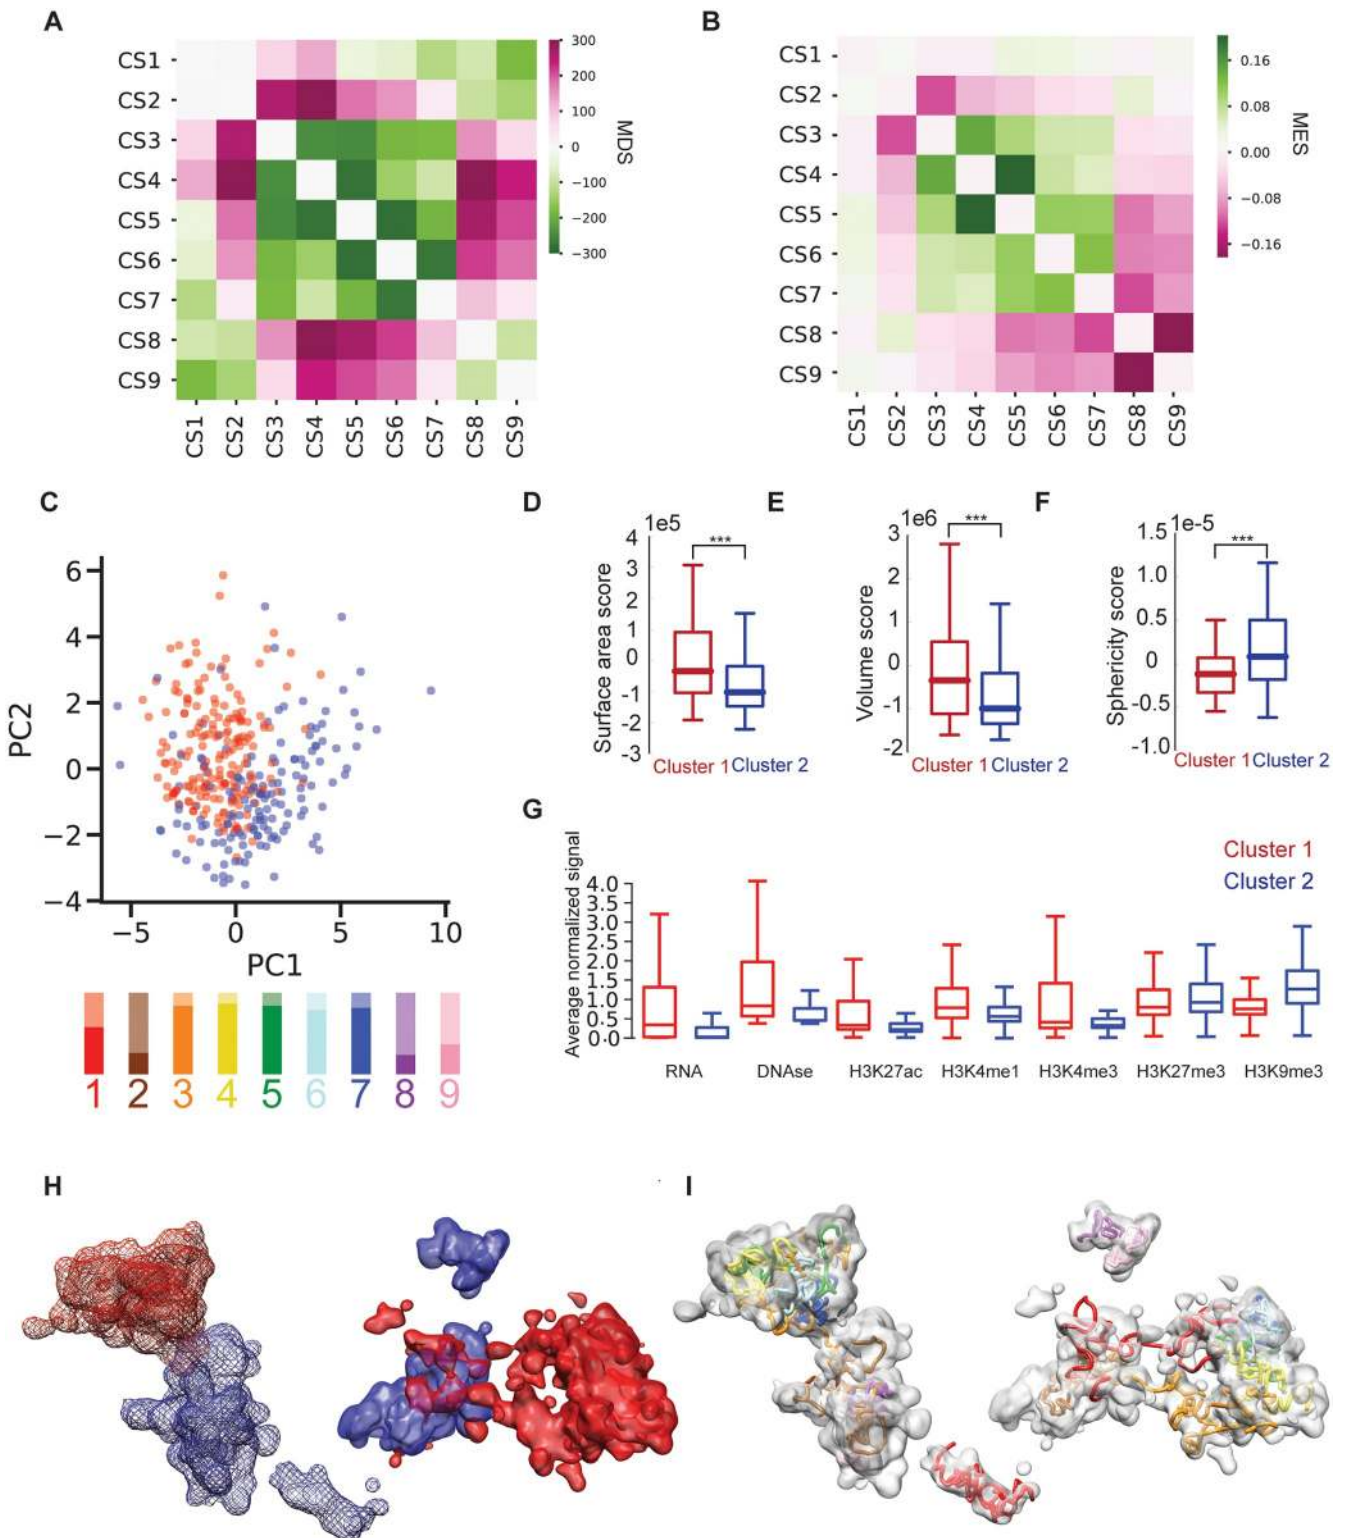 A
CS1
CS2
CS3
CS4
CS5
CS6
CS7
CS8
CS9
CS1
CS2
CS3
CS4
CS5
CS6
CS7
CS8
CS9
300
200
100
0
−100
−200
−300
MDS
B
CS1
CS2
CS3
CS4
CS5
CS6
CS7
CS8
CS9
CS1
CS2
CS3
CS4
CS5
CS6
CS7
CS8
CS9
0.16
0.08
0.00
−0.08
−0.16
MES
C
PC2
6
4
2
0
−2
−4
−5
0
5
10
PC1
1 2 3 4 5 6 7 8 9
D
1e5
Surface area score
4
3
2
1
0
-1
-2
-3
***
Cluster 1 Cluster 2
E
1e6
Volume score
3
2
1
0
-1
-2
***
Cluster 1 Cluster 2
F
1e-5
Sphericity score
1.5
1.0
0.5
0
-0.5
-1.0
***
Cluster 1 Cluster 2
G
Average normalized signal
4.0
3.5
3.0
2.5
2.0
1.5
1.0
0.5
0.0
Cluster 1
Cluster 2
RNA DNAse H3K27ac H3K4me1 H3K4me3 H3K27me3 H3K9me3
H
I